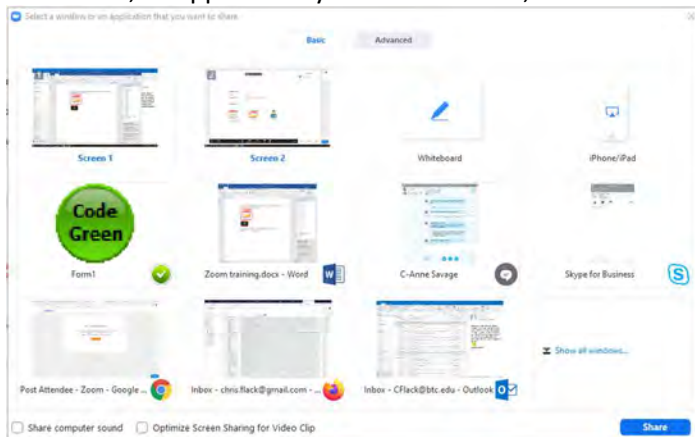 Select a window or an application that you want to share
Basic
Advanced
Screen 1
Screen 2
Whiteboard
iPhone/iPad
Code
Green
Form1
Zoom training.docx - Word
C-Anne Savage
Skype for Business
Post Attendee - Zoom - Google ...
Inbox - chris.flack@gmail.com - ...
Inbox - CFlack@btc.edu - Outlook
Show all windows...
Share computer sound
Optimize Screen Sharing for Video Clip
Share